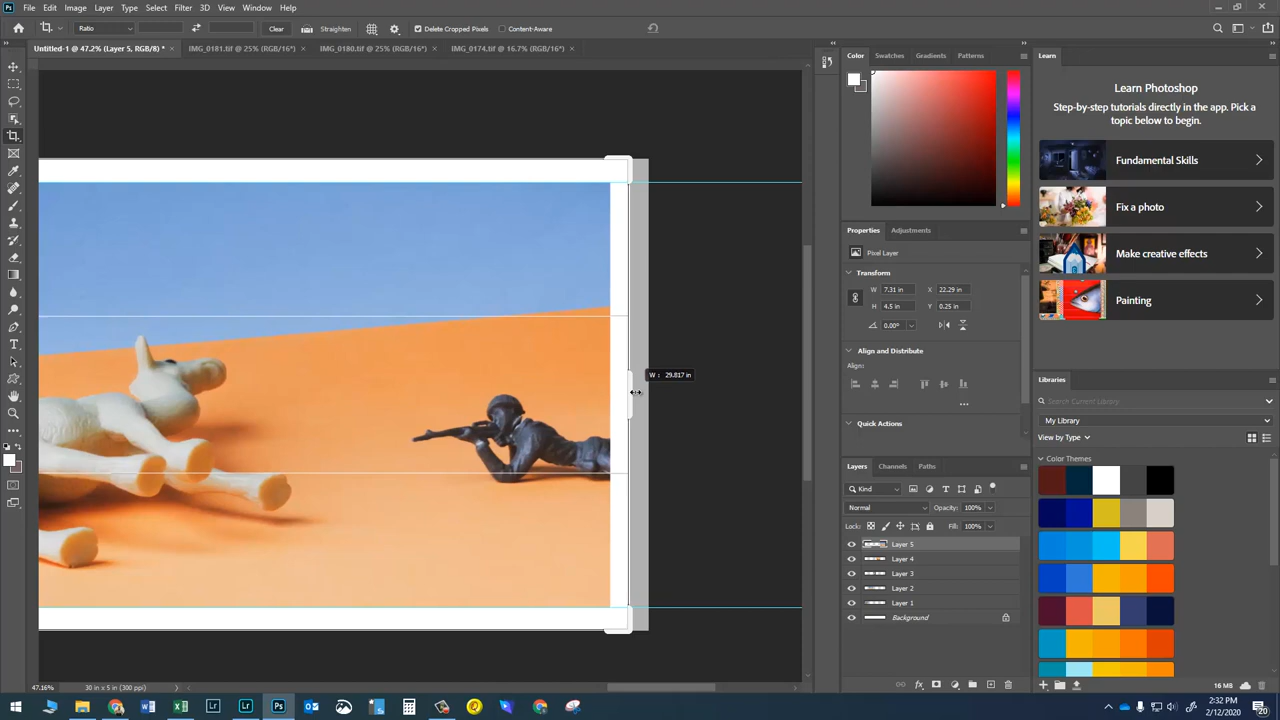 Ps File Edit Image Layer Type Select Filter 3D View Window Help
Ratio Clear Straighten Delete Cropped Pixels Content-Aware
Untitled-1 @ 47.2% (Layer 5, RGB/8) * × IMG_0181.tif @ 25% (RGB/16*) × IMG_0180.tif @ 25% (RGB/16*) × IMG_0174.tif @ 16.7% (RGB/16*) ×
Color Swatches Gradients Patterns
Learn
Learn Photoshop
Step-by-step tutorials directly in the app. Pick a
topic below to begin.
Fundamental Skills
Fix a photo
Make creative effects
Painting
Properties Adjustments
Pixel Layer
Transform
W 7.31 in X 22.29 in
H 4.5 in Y 0.25 in
0.00°
Align and Distribute
Align:
Quick Actions
W : 29.817 in
Libraries
Search Current Library
My Library
View by Type
Color Themes
Layers Channels Paths
Kind
Normal Opacity: 100%
Lock: Fill: 100%
Layer 5
Layer 4
Layer 3
Layer 2
Layer 1
Background
47.16% 30 in x 5 in (300 ppi)
16 MB
2:32 PM
2/12/2020
20